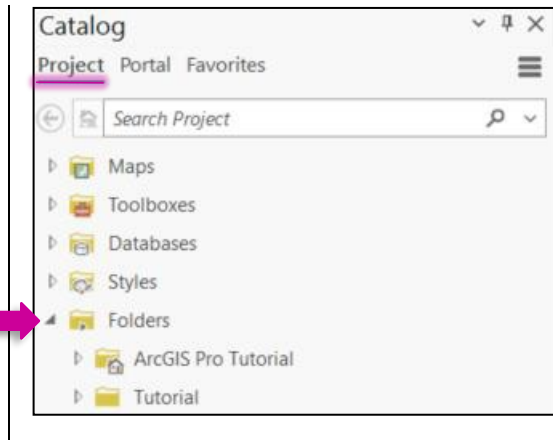 Catalog
Project Portal Favorites
Search Project
Maps
Toolboxes
Databases
Styles
Folders
ArcGIS Pro Tutorial
Tutorial